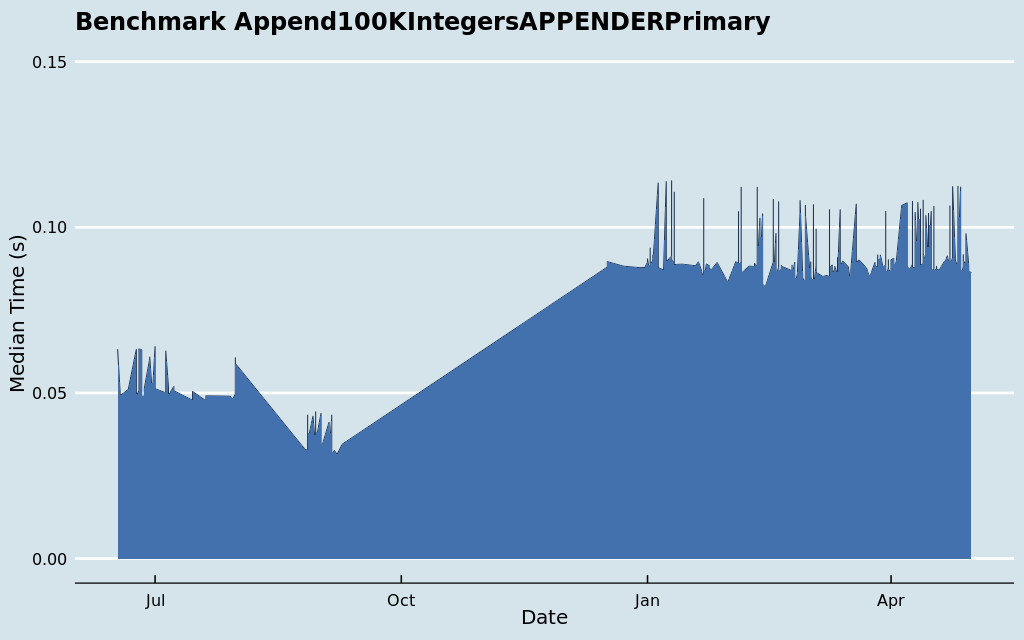 Benchmark Append100KIntegersAPPENDERPrimary
0.15
0.10
0.05
0.00
Median Time (s)
Jul
Oct
Jan
Apr
Date